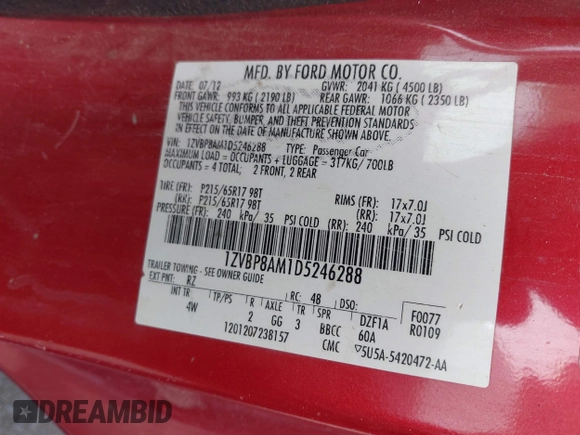 MFD. BY FORD MOTOR CO.
DATE: 07/12 GVWR: 2041 KG ( 4500 LB)
FRONT GAWR: 993 KG ( 2190 LB) REAR GAWR: 1066 KG ( 2350 LB)
THIS VEHICLE CONFORMS TO ALL APPLICABLE FEDERAL MOTOR
VEHICLE SAFETY, BUMPER, AND THEFT PREVENTION STANDARDS
IN EFFECT ON THE DATE OF MANUFACTURE SHOWN ABOVE.
VIN: 1ZVBP8AM1D5246288 TYPE: Passenger Car
MAXIMUM LOAD = OCCUPANTS + LUGGAGE = 317KG/ 700LB
OCCUPANTS = 4 TOTAL; 2 FRONT, 2 REAR
TIRE (FR): P215/65R17 98T RIMS (FR): 17x7.0J
(RR): P215/65R17 98T (RR): 17x7.0J
PRESSURE (FR): 240 kPa/ 35 PSI COLD (RR): 240 kPa/ 35 PSI COLD
1ZVBP8AM1D5246288
TRAILER TOWING - SEE OWNER GUIDE
EXT PNT: RZ RC: 48 DSO: F0077
INT TR TP/PS R AXLE TR SPR DZF1A R0109
4W 2 GG 3 BBCC 60A
1201207238157 CMC ▽5U5A-5420472-AA
DREAMBID